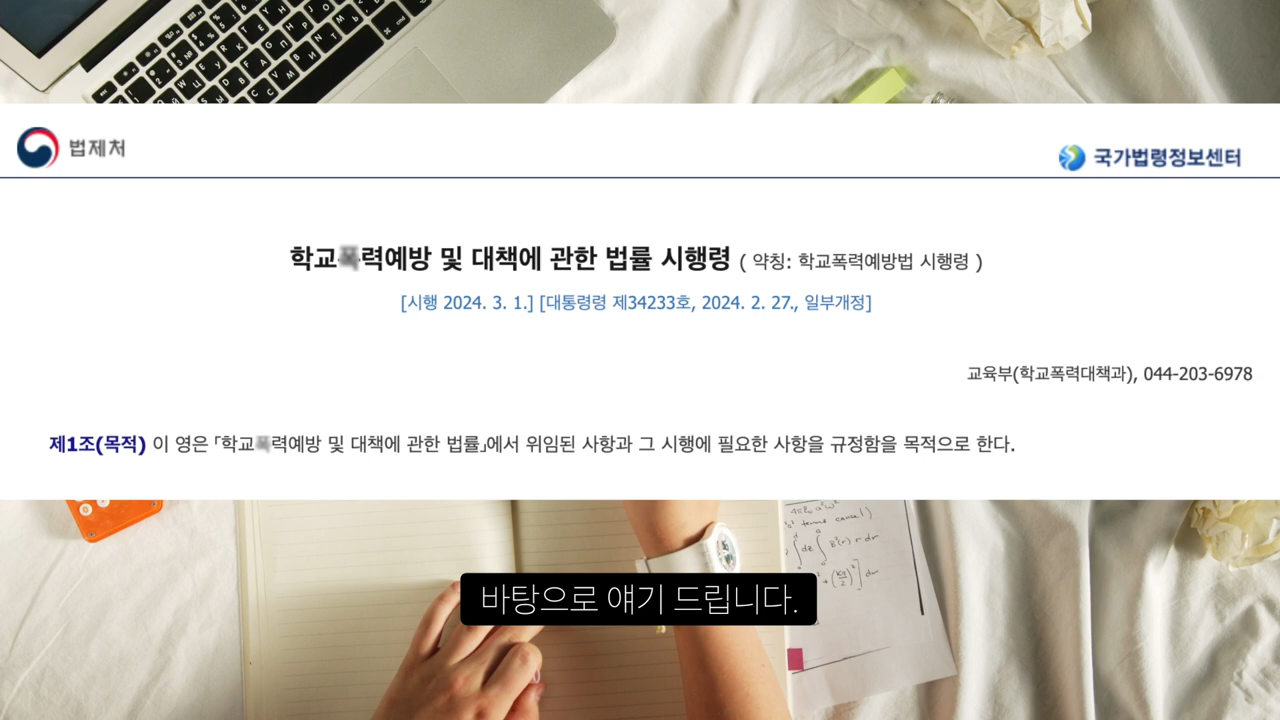 법제처
국가법령정보센터
학교폭력예방 및 대책에 관한 법률 시행령 ( 약칭: 학교폭력예방법 시행령 )
[시행 2024. 3. 1.] [대통령령 제34233호, 2024. 2. 27., 일부개정]
교육부(학교폭력대책과), 044-203-6978
제1조(목적) 이 영은 「학교폭력예방 및 대책에 관한 법률」에서 위임된 사항과 그 시행에 필요한 사항을 규정함을 목적으로 한다.
바탕으로 얘기 드립니다.